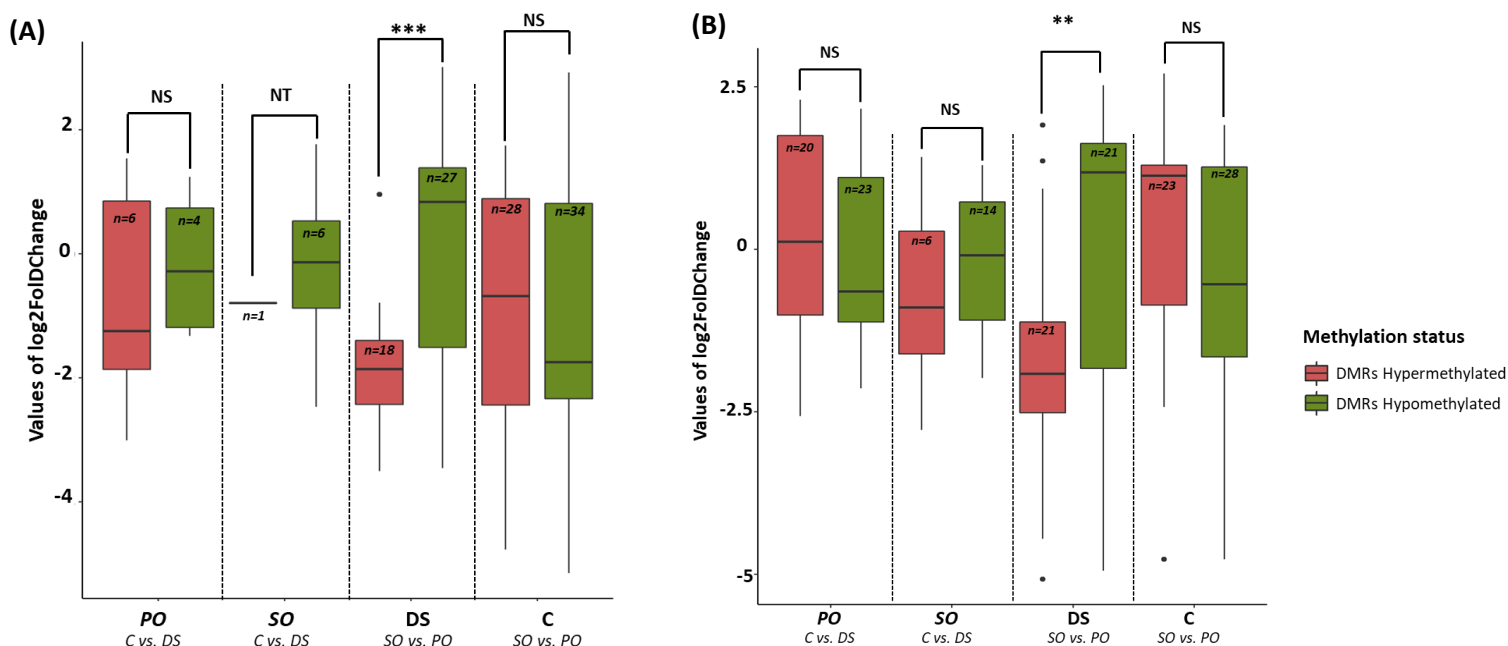 (A)
Values of log2FolDChange
2
0
-2
-4
NS
NT
***
NS
n=6
n=4
n=1
n=6
n=18
n=27
n=28
n=34
PO
C vs. DS
SO
C vs. DS
DS
SO vs. PO
C
SO vs. PO
(B)
Values of log2FolDChange
2.5
0
-2.5
-5
NS
NS
**
NS
n=20
n=23
n=6
n=14
n=21
n=21
n=23
n=28
PO
C vs. DS
SO
C vs. DS
DS
SO vs. PO
C
SO vs. PO
Methylation status
DMRs Hypermethylated
DMRs Hypomethylated